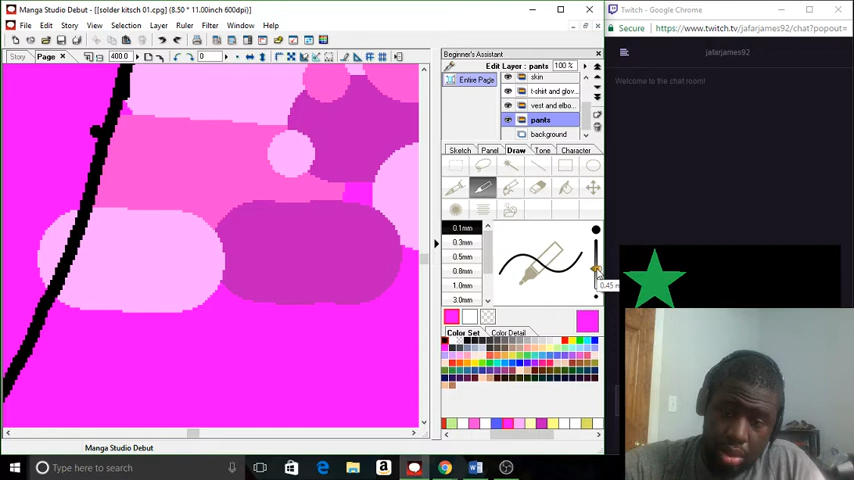 Manga Studio Debut - [[solder kitsch 01.cpg] (8.50 * 11.00inch 600dpi)]
Twitch - Google Chrome
File Edit Story View Selection Layer Ruler Filter Window Help
Secure https://www.twitch.tv/jafarjames92/chat?popout=
Story Page 400.0 0
Beginner's Assistant
jafarjames92
Edit Layer : pants 100 %
Entire Page
skin
t-shirt and glov...
vest and elbo...
pants
background
Welcome to the chat room!
Sketch Panel Draw Tone Character
0.1mm
0.3mm
0.5mm
0.8mm
1.0mm
3.0mm
0.45 m
Color Set Color Detail
Manga Studio Debut
Type here to search